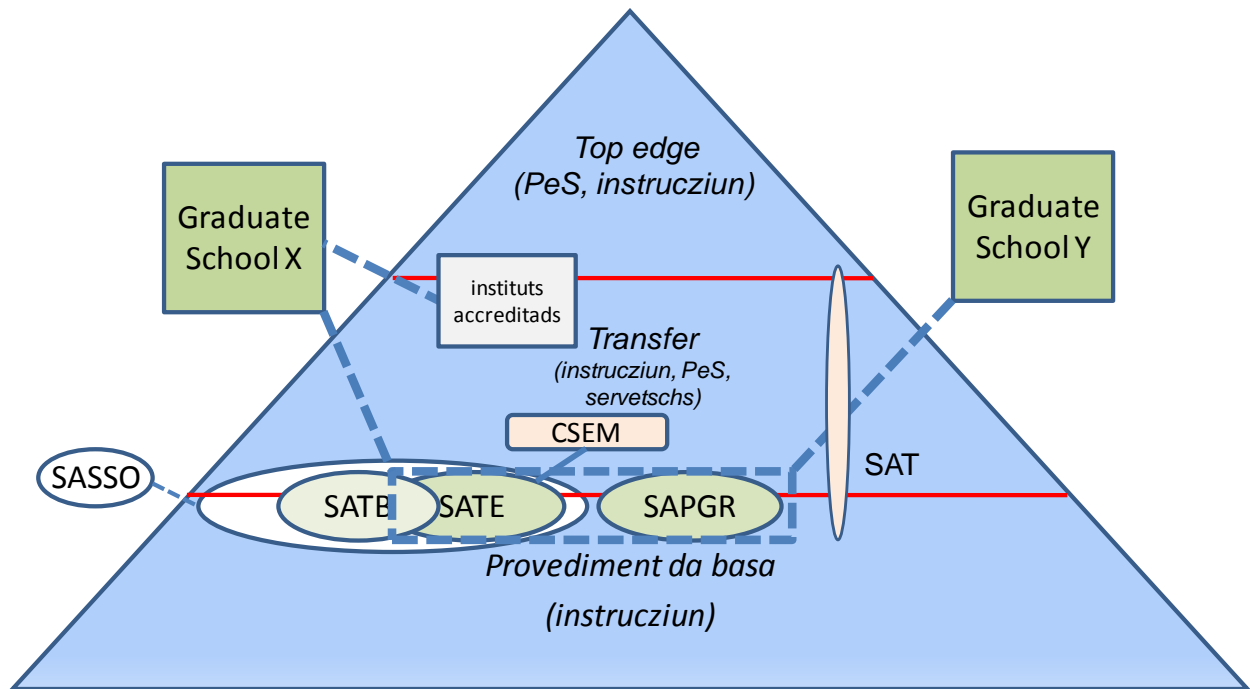 Top edge
(PeS, instrucziun)
Graduate
School X
Graduate
School Y
instituts
accreditads
Transfer
(instrucziun, PeS,
servetschs)
CSEM
SASSO
SAT
SATB
SATE
SAPGR
Provediment da basa
(instrucziun)